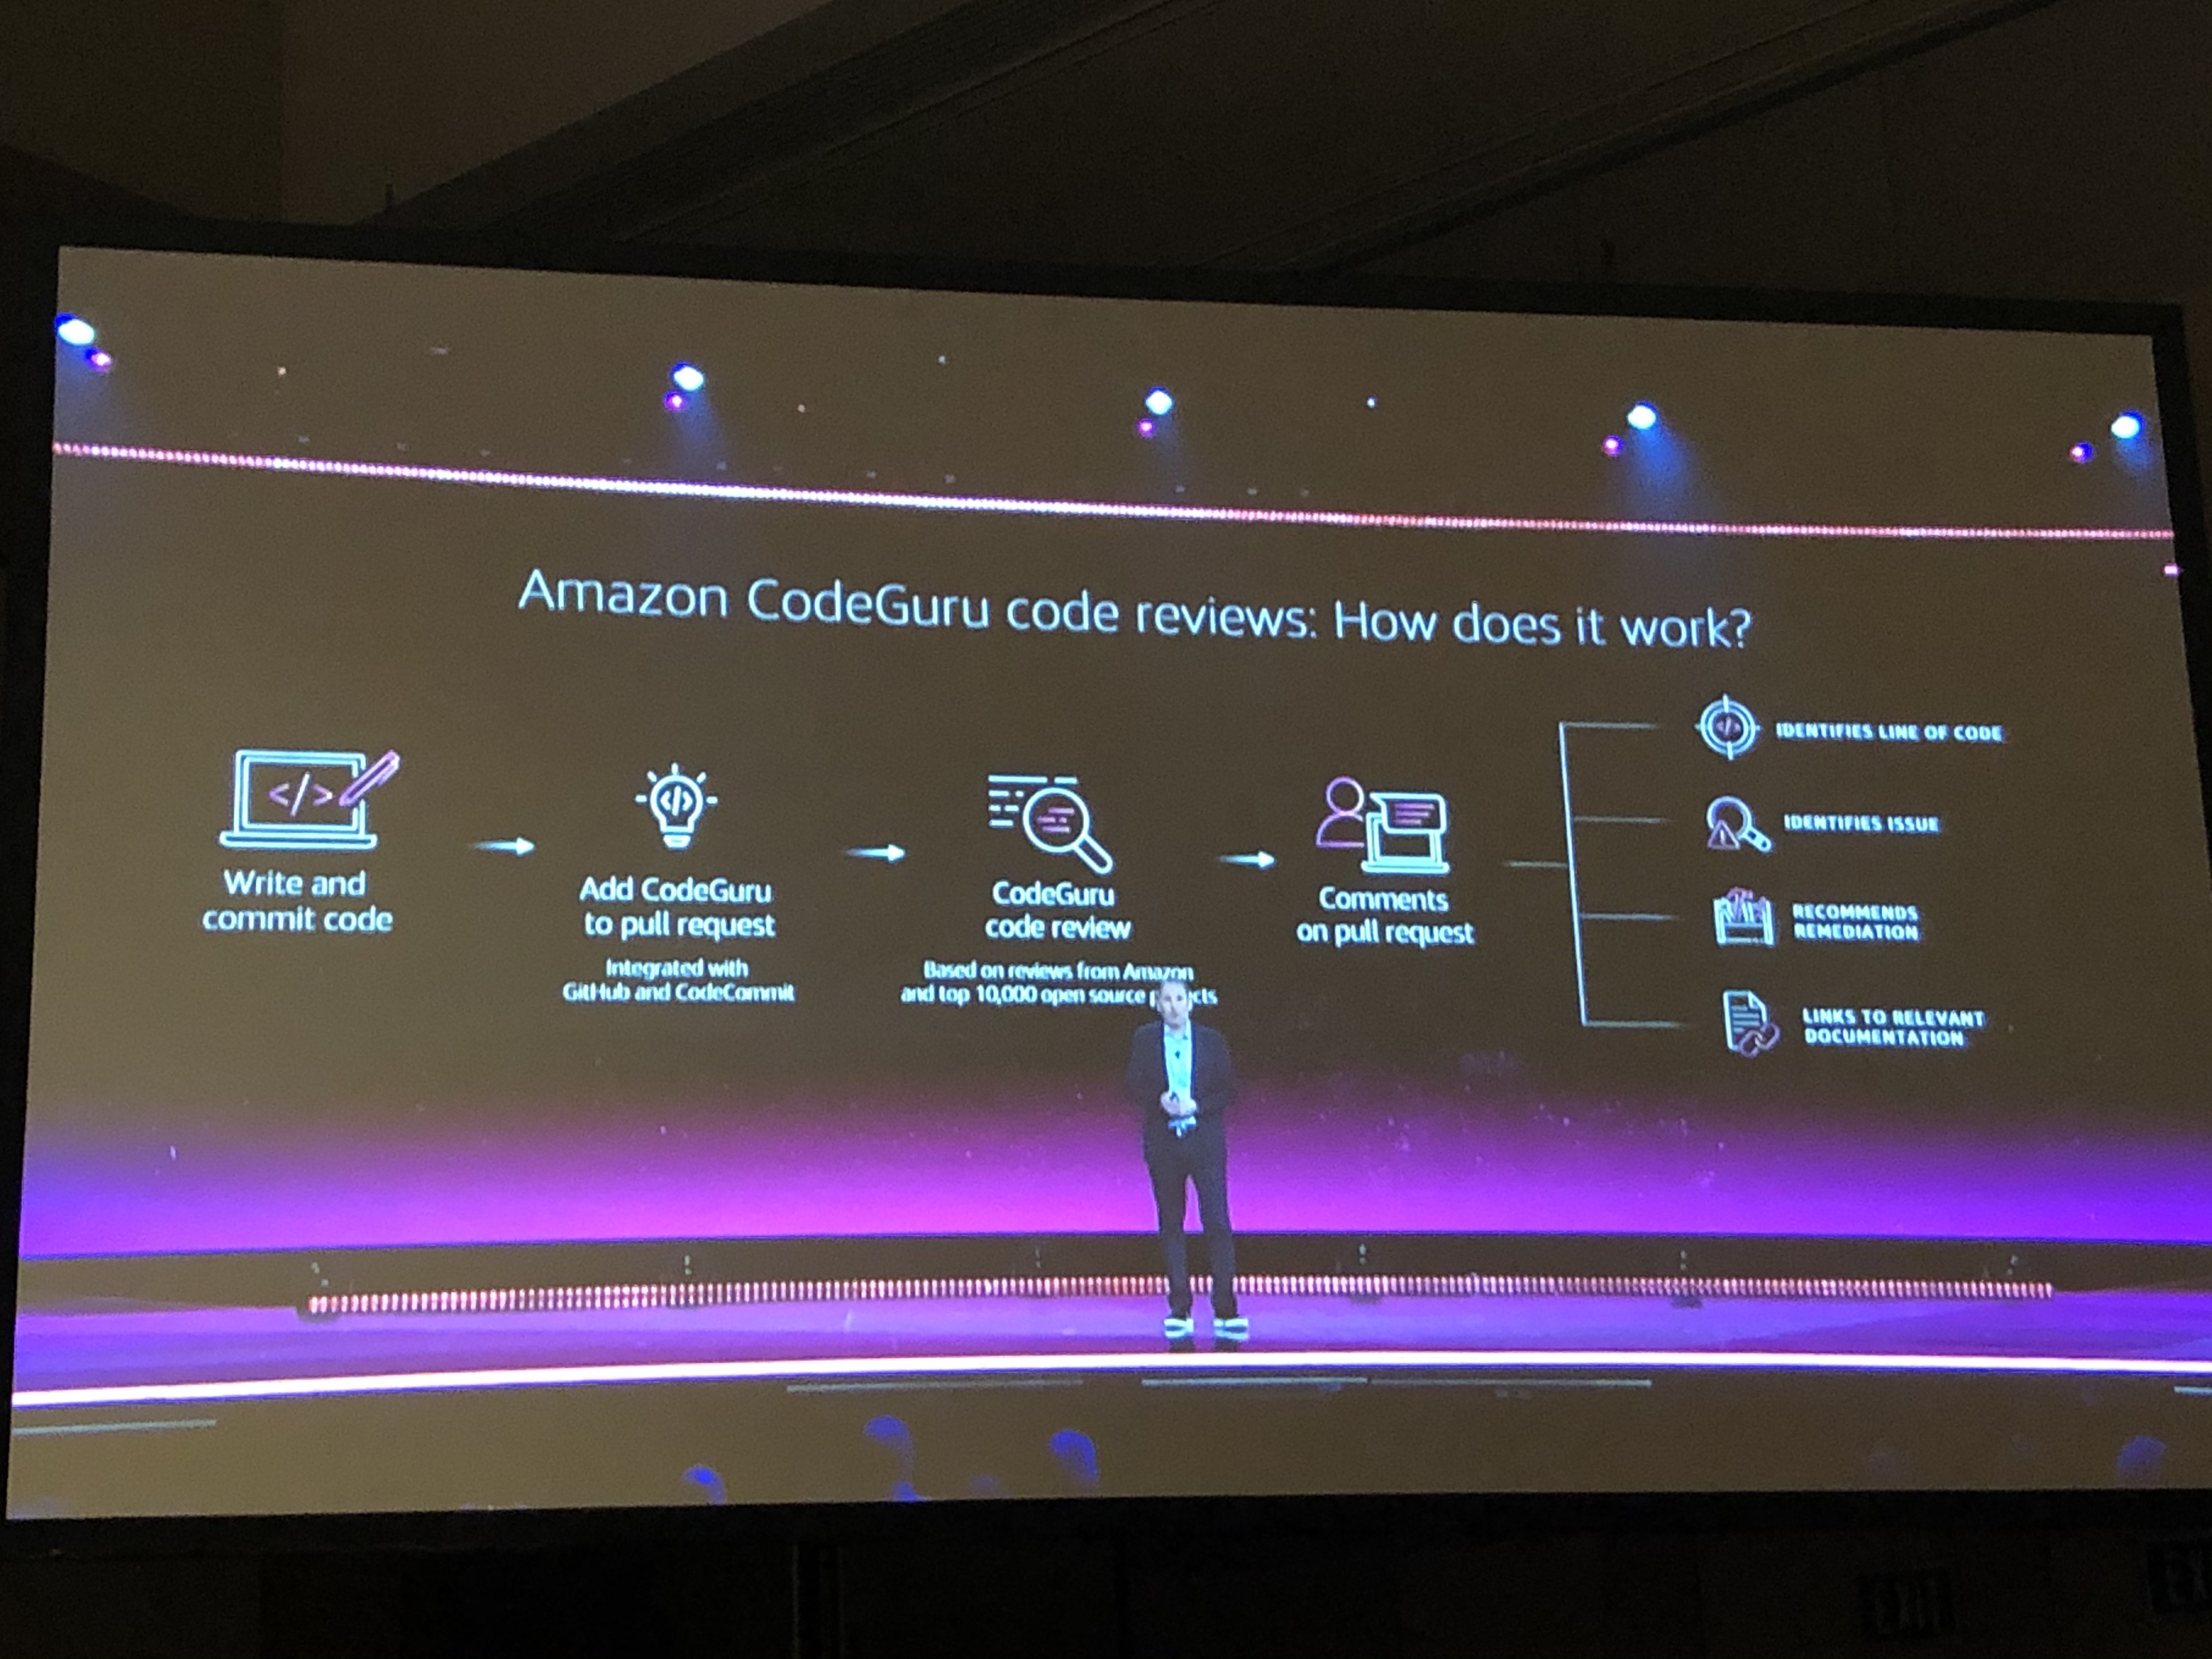 Amazon CodeGuru code reviews: How does it work?
</>
Write and
commit code
</>
Add CodeGuru
to pull request
Integrated with
GitHub and CodeCommit
CodeGuru
code review
Based on reviews from Amazon
and top 10,000 open source
Comments
on pull request
</>
IDENTIFIES LINE OF CODE
IDENTIFIES ISSUE
RECOMMENDS
REMEDIATION
LINKS TO RELEVANT
DOCUMENTATION
EXIT